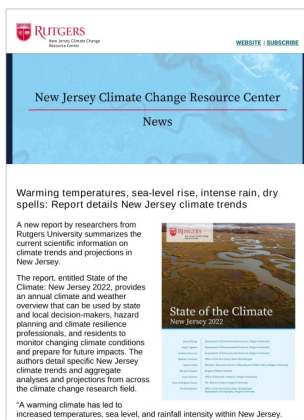 RUTGERS
New Jersey Climate Change
Resource Center
WEBSITE | SUBSCRIBE
New Jersey Climate Change Resource Center
News
Warming temperatures, sea-level rise, intense rain, dry
spells: Report details New Jersey climate trends
A new report by researchers from
Rutgers University summarizes the
current scientific information on
climate trends and projections in
New Jersey.
The report, entitled State of the
Climate: New Jersey 2022, provides
an annual climate and weather
overview that can be used by state
and local decision-makers, hazard
planning and climate resilience
professionals, and residents to
monitor changing climate conditions
and prepare for future impacts. The
authors detail specific New Jersey
climate trends and aggregate
analyses and projections from across
the climate change research field.
RUTGERS
State of the Climate
New Jersey 2022
"A warming climate has led to
increased temperatures, sea level, and rainfall intensity within New Jersey.